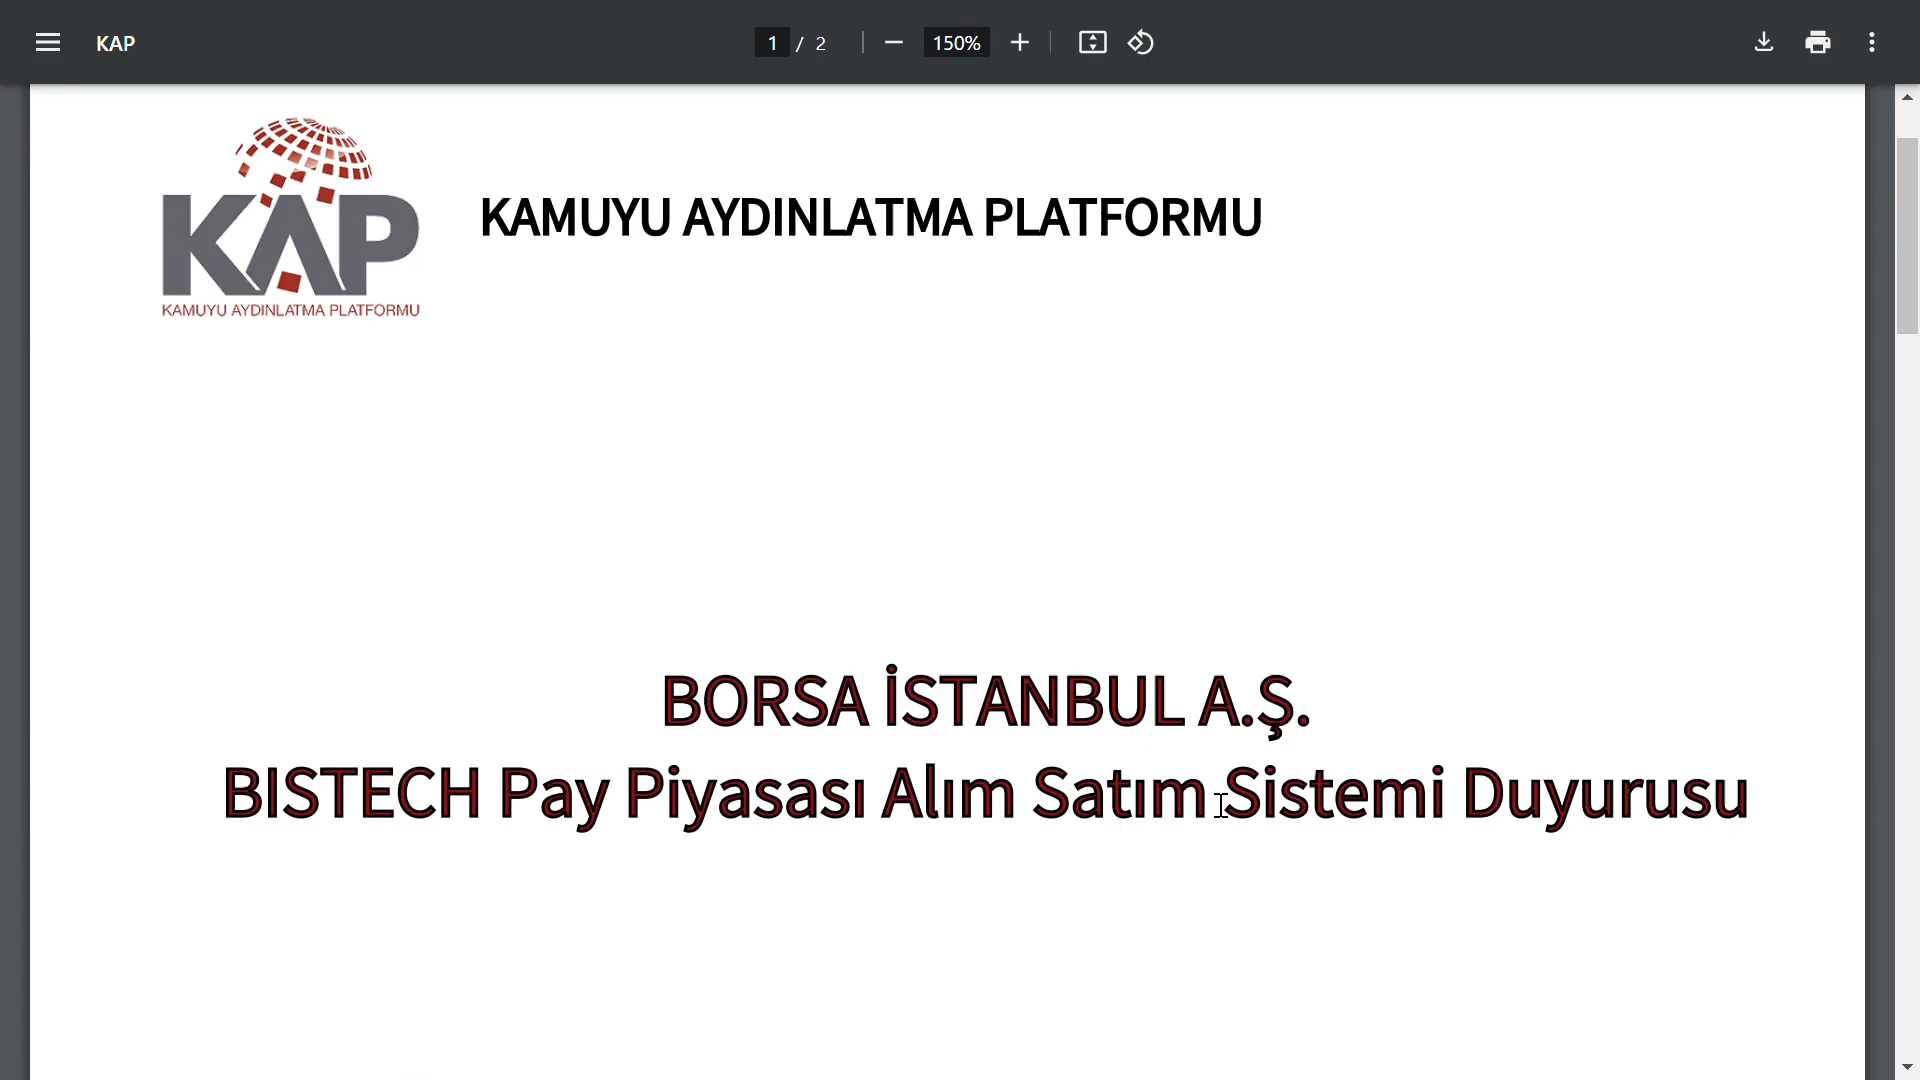 KAP
1 / 2
150%
KAP
KAMUYU AYDINLATMA PLATFORMU
KAMUYU AYDINLATMA PLATFORMU
BORSA İSTANBUL A.Ş.
BISTECH Pay Piyasası Alım Satım Sistemi Duyurusu